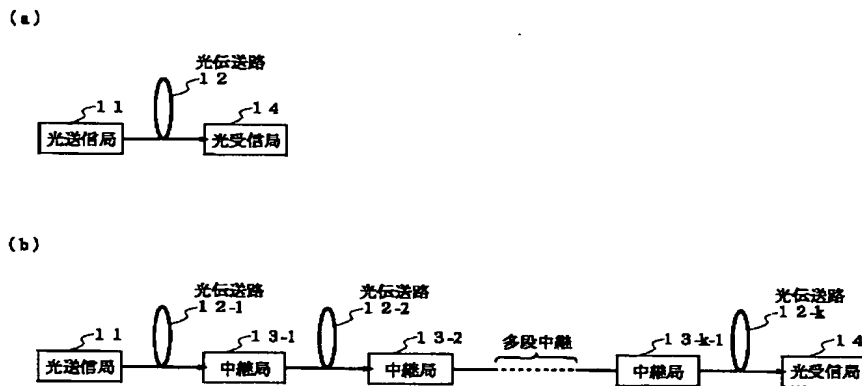 (a)
光伝送路
12
11
14
光送信局
光受信局
(b)
光伝送路
12-1
光伝送路
12-2
光伝送路
12-k
11
13-1
13-2
多段中継
13-k-1
14
光送信局
中継局
中継局
中継局
光受信局